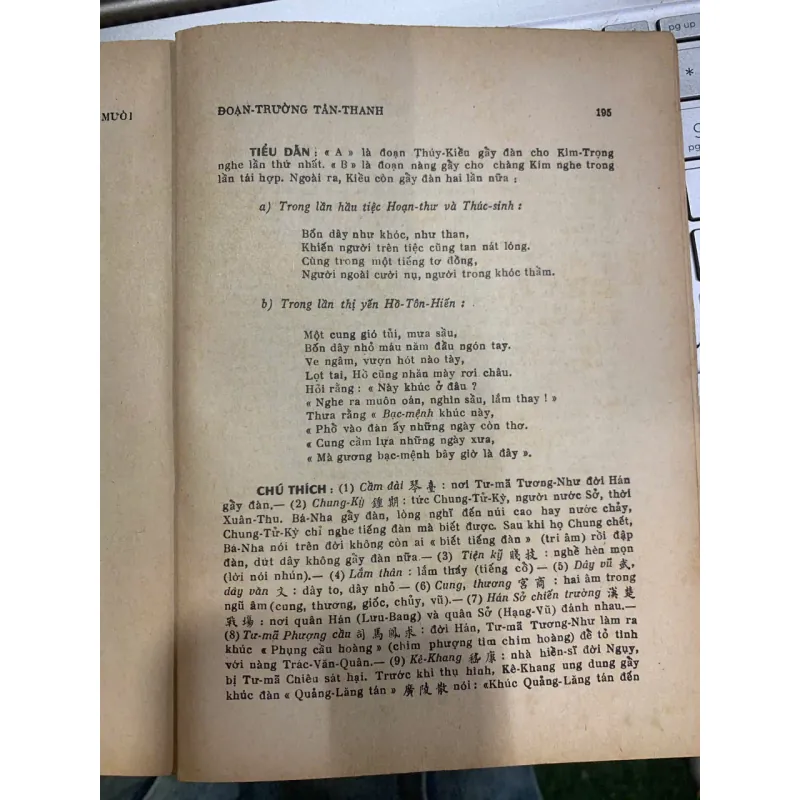 MƯỜI
ĐOẠN-TRƯỜNG TÂN-THANH 195
TIỂU DẪN : « A » là đoạn Thúy-Kiều gầy đàn cho Kim-Trọng
nghe lần thứ nhất. « B » là đoạn nàng gầy cho chàng Kim nghe trong
lần tái hợp. Ngoài ra, Kiều còn gầy đàn hai lần nữa :
a) Trong lần hầu tiệc Hoạn-thư và Thúc-sinh :
Bốn dây như khóc, như than,
Khiến người trên tiệc cũng tan nát lòng.
Cùng trong một tiếng tơ đồng,
Người ngoài cười nụ, người trong khóc thầm.
b) Trong lần thị yến Hồ-Tôn-Hiến :
Một cung gió tủi, mưa sầu,
Bốn dây nhỏ máu năm đầu ngón tay.
Ve ngâm, vượn hót nào tày,
Lọt tai, Hồ cũng nhăn mày rơi châu.
Hỏi rằng : « Này khúc ở đâu ?
« Nghe ra muôn oán, nghìn sầu, lắm thay ! »
Thưa rằng « Bạc-mệnh khúc này,
« Phổ vào đàn ấy những ngày còn thơ.
« Cung cầm lựa những ngày xưa,
« Mà gương bạc-mệnh bây giờ là đây ».
CHÚ THÍCH : (1) Cầm đài 琴臺 : nơi Tư-mã Tương-Như đời Hán
gầy đàn.— (2) Chung-Kỳ 鍾期 : tức Chung-Tử-Kỳ, người nước Sở, thời
Xuân-Thu. Bá-Nha gầy đàn, lòng nghĩ đến núi cao hay nước chảy,
Chung-Tử-Kỳ chỉ nghe tiếng đàn mà biết được. Sau khi họ Chung chết,
Bá-Nha nói trên đời không còn ai « biết tiếng đàn » (tri âm) rồi đập
đàn, dứt dây không gầy đàn nữa.— (3) Tiện kỹ 賤技 : nghề hèn mọn
(lời nói nhún).— (4) Lắm thân : lắm thấy (tiếng cổ) — (5) Dây vũ 武,
dây văn 文 : dây to, dây nhỏ — (6) Cung, thương 宮商 : hai âm trong
ngũ âm (cung, thương, giốc, chủy, vũ).— (7) Hán Sở chiến trường 漢楚
戰場 : nơi quân Hán (Lưu-Bang) và quân Sở (Hạng-Vũ) đánh nhau.—
(8) Tư-mã Phượng cầu 司馬鳳求 : đời Hán, Tư-mã Tương-Như làm ra
khúc « Phụng cầu hoàng » (chim phượng tìm chim hoàng) để tỏ tình
với nàng Trác-Văn-Quân.— (9) Kê-Khang 嵇康 : nhà hiền-sĩ đời Ngụy,
bị Tư-mã Chiêu sát hại. Trước khi thụ hình, Kê-Khang ung dung gầy
khúc đàn « Quảng-Lăng tán » 廣陵散 nói : «Khúc Quảng-Lăng tán đến
pg up
*
pg